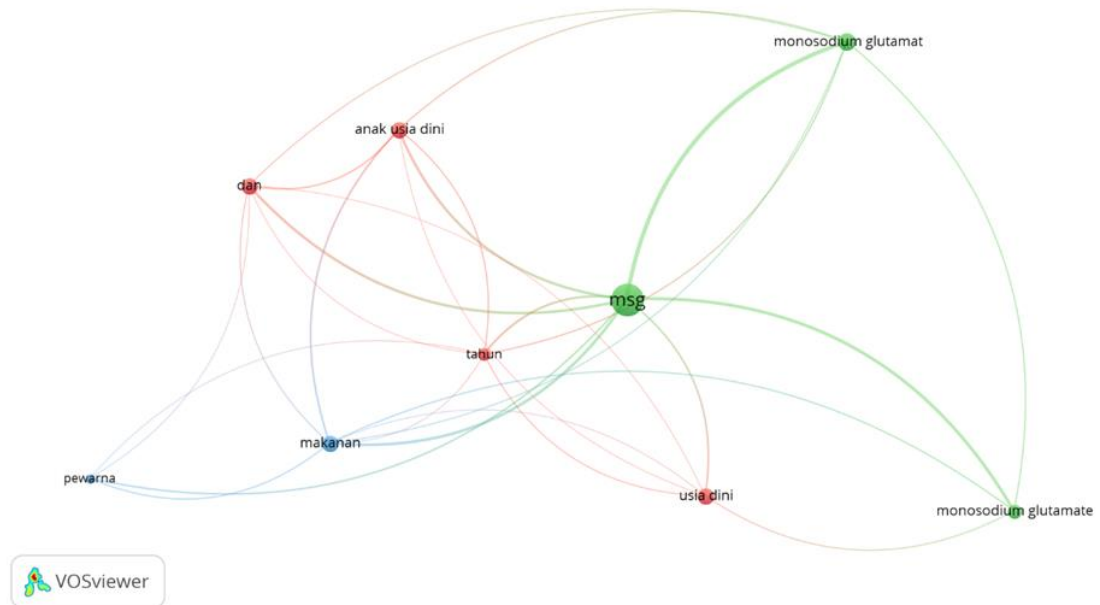 monosodium glutamat
anak usia dini
dan
msg
tahun
makanan
pewarna
usia dini
monosodium glutamate
VOSviewer